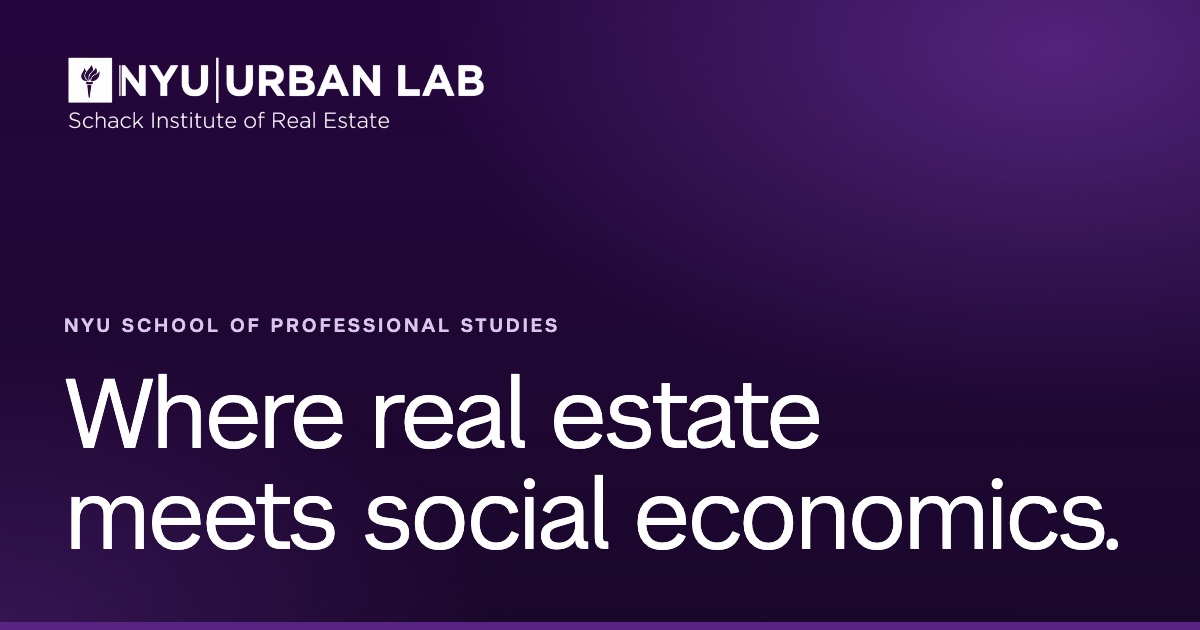 NYU|URBAN LAB
Schack Institute of Real Estate
NYU SCHOOL OF PROFESSIONAL STUDIES
Where real estate
meets social economics.